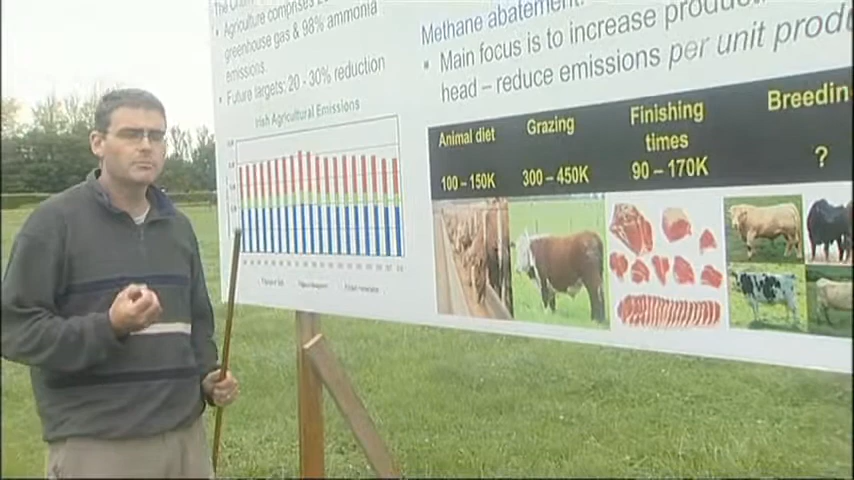 Agriculture comprises
greenhouse gas & 98% ammonia
emissions.
Future targets: 20 - 30% reduction
Irish Agricultural Emissions
Methane abatement:
Main focus is to increase production
head – reduce emissions per unit produ
Animal diet
100 – 150K
Grazing
300 – 450K
Finishing
times
90 – 170K
Breeding
?